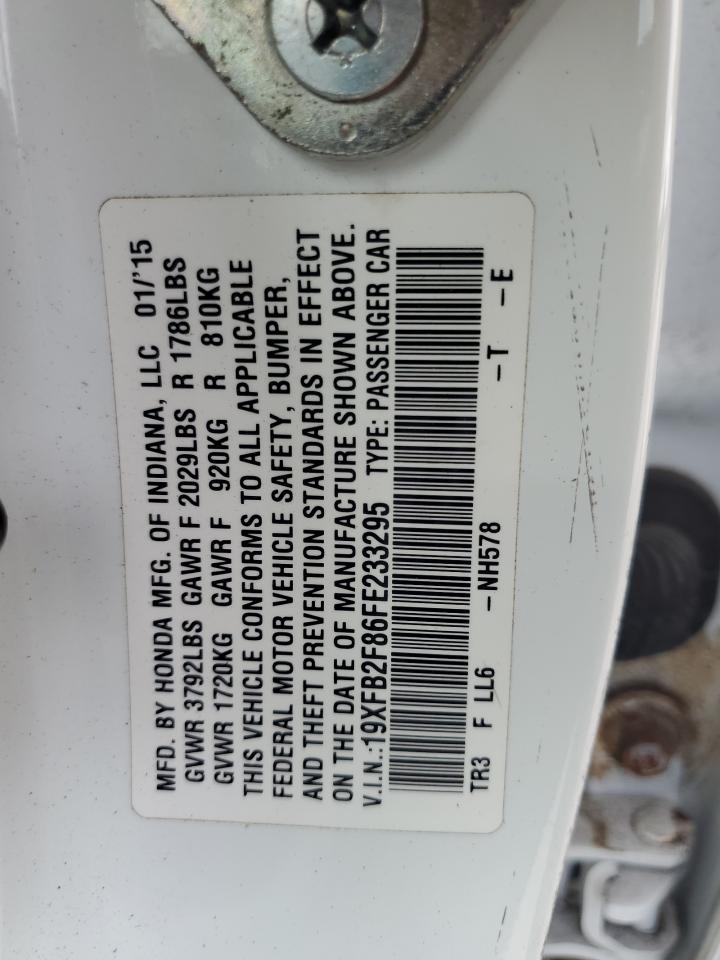 MFD. BY HONDA MFG. OF INDIANA, LLC 01/'15
GVWR 3792LBS GAWR F 2029LBS R 1786LBS
GVWR 1720KG GAWR F 920KG R 810KG
THIS VEHICLE CONFORMS TO ALL APPLICABLE
FEDERAL MOTOR VEHICLE SAFETY, BUMPER,
AND THEFT PREVENTION STANDARDS IN EFFECT
ON THE DATE OF MANUFACTURE SHOWN ABOVE.
V.I.N.:19XFB2F86FE233295 TYPE: PASSENGER CAR
TR3 F LL6 –NH578 –T –E